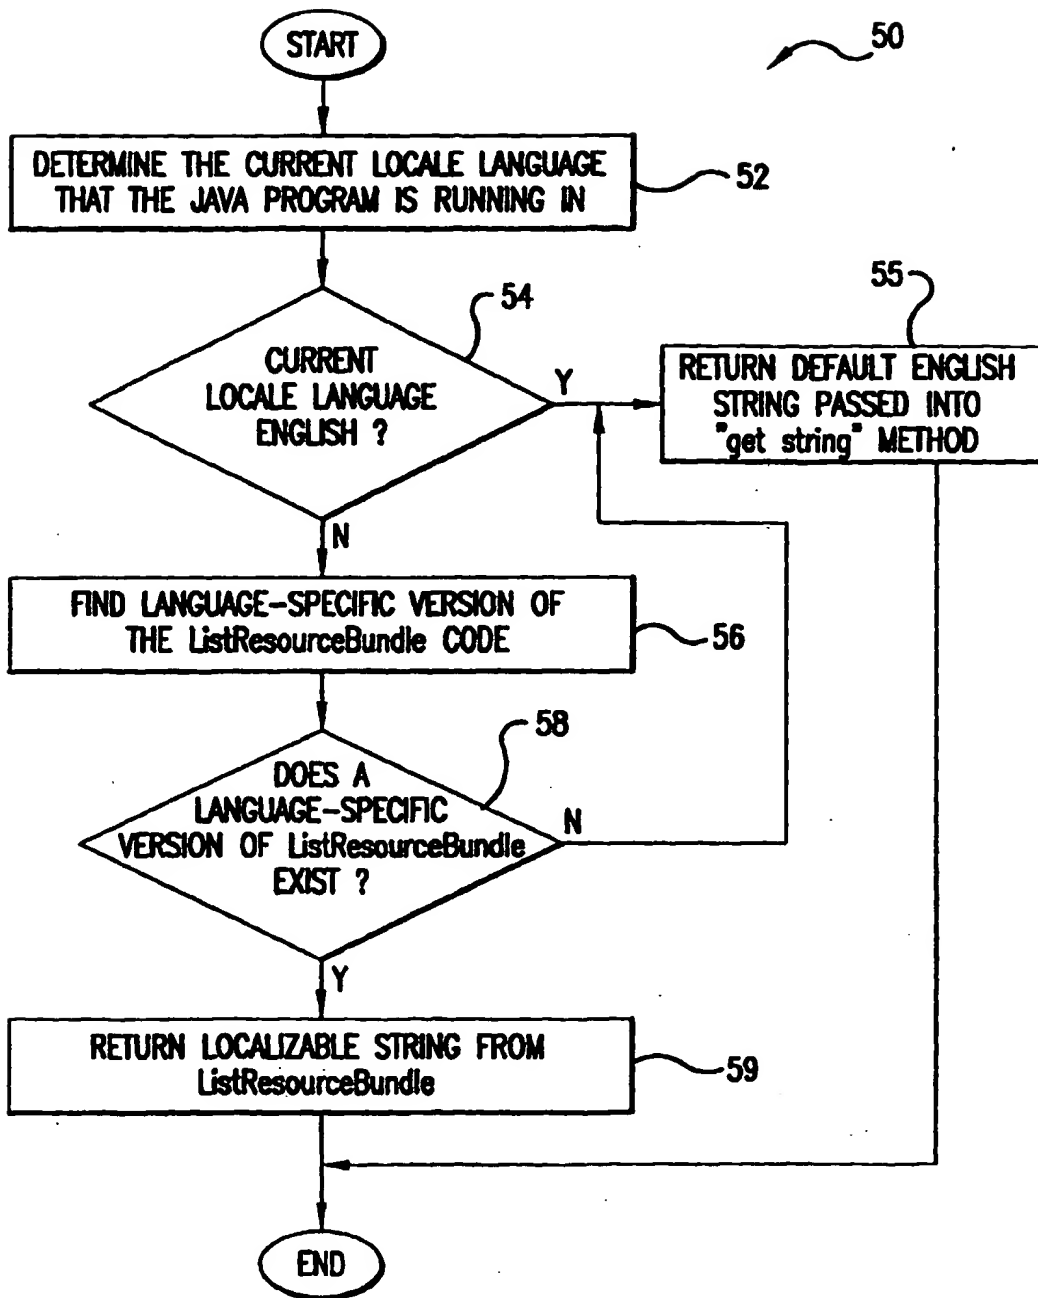 START
50
DETERMINE THE CURRENT LOCALE LANGUAGE
THAT THE JAVA PROGRAM IS RUNNING IN
52
54
CURRENT
LOCALE LANGUAGE
ENGLISH ?
Y
55
RETURN DEFAULT ENGLISH
STRING PASSED INTO
"get string" METHOD
N
FIND LANGUAGE-SPECIFIC VERSION OF
THE ListResourceBundle CODE
56
58
DOES A
LANGUAGE-SPECIFIC
VERSION OF ListResourceBundle
EXIST ?
N
Y
RETURN LOCALIZABLE STRING FROM
ListResourceBundle
59
END